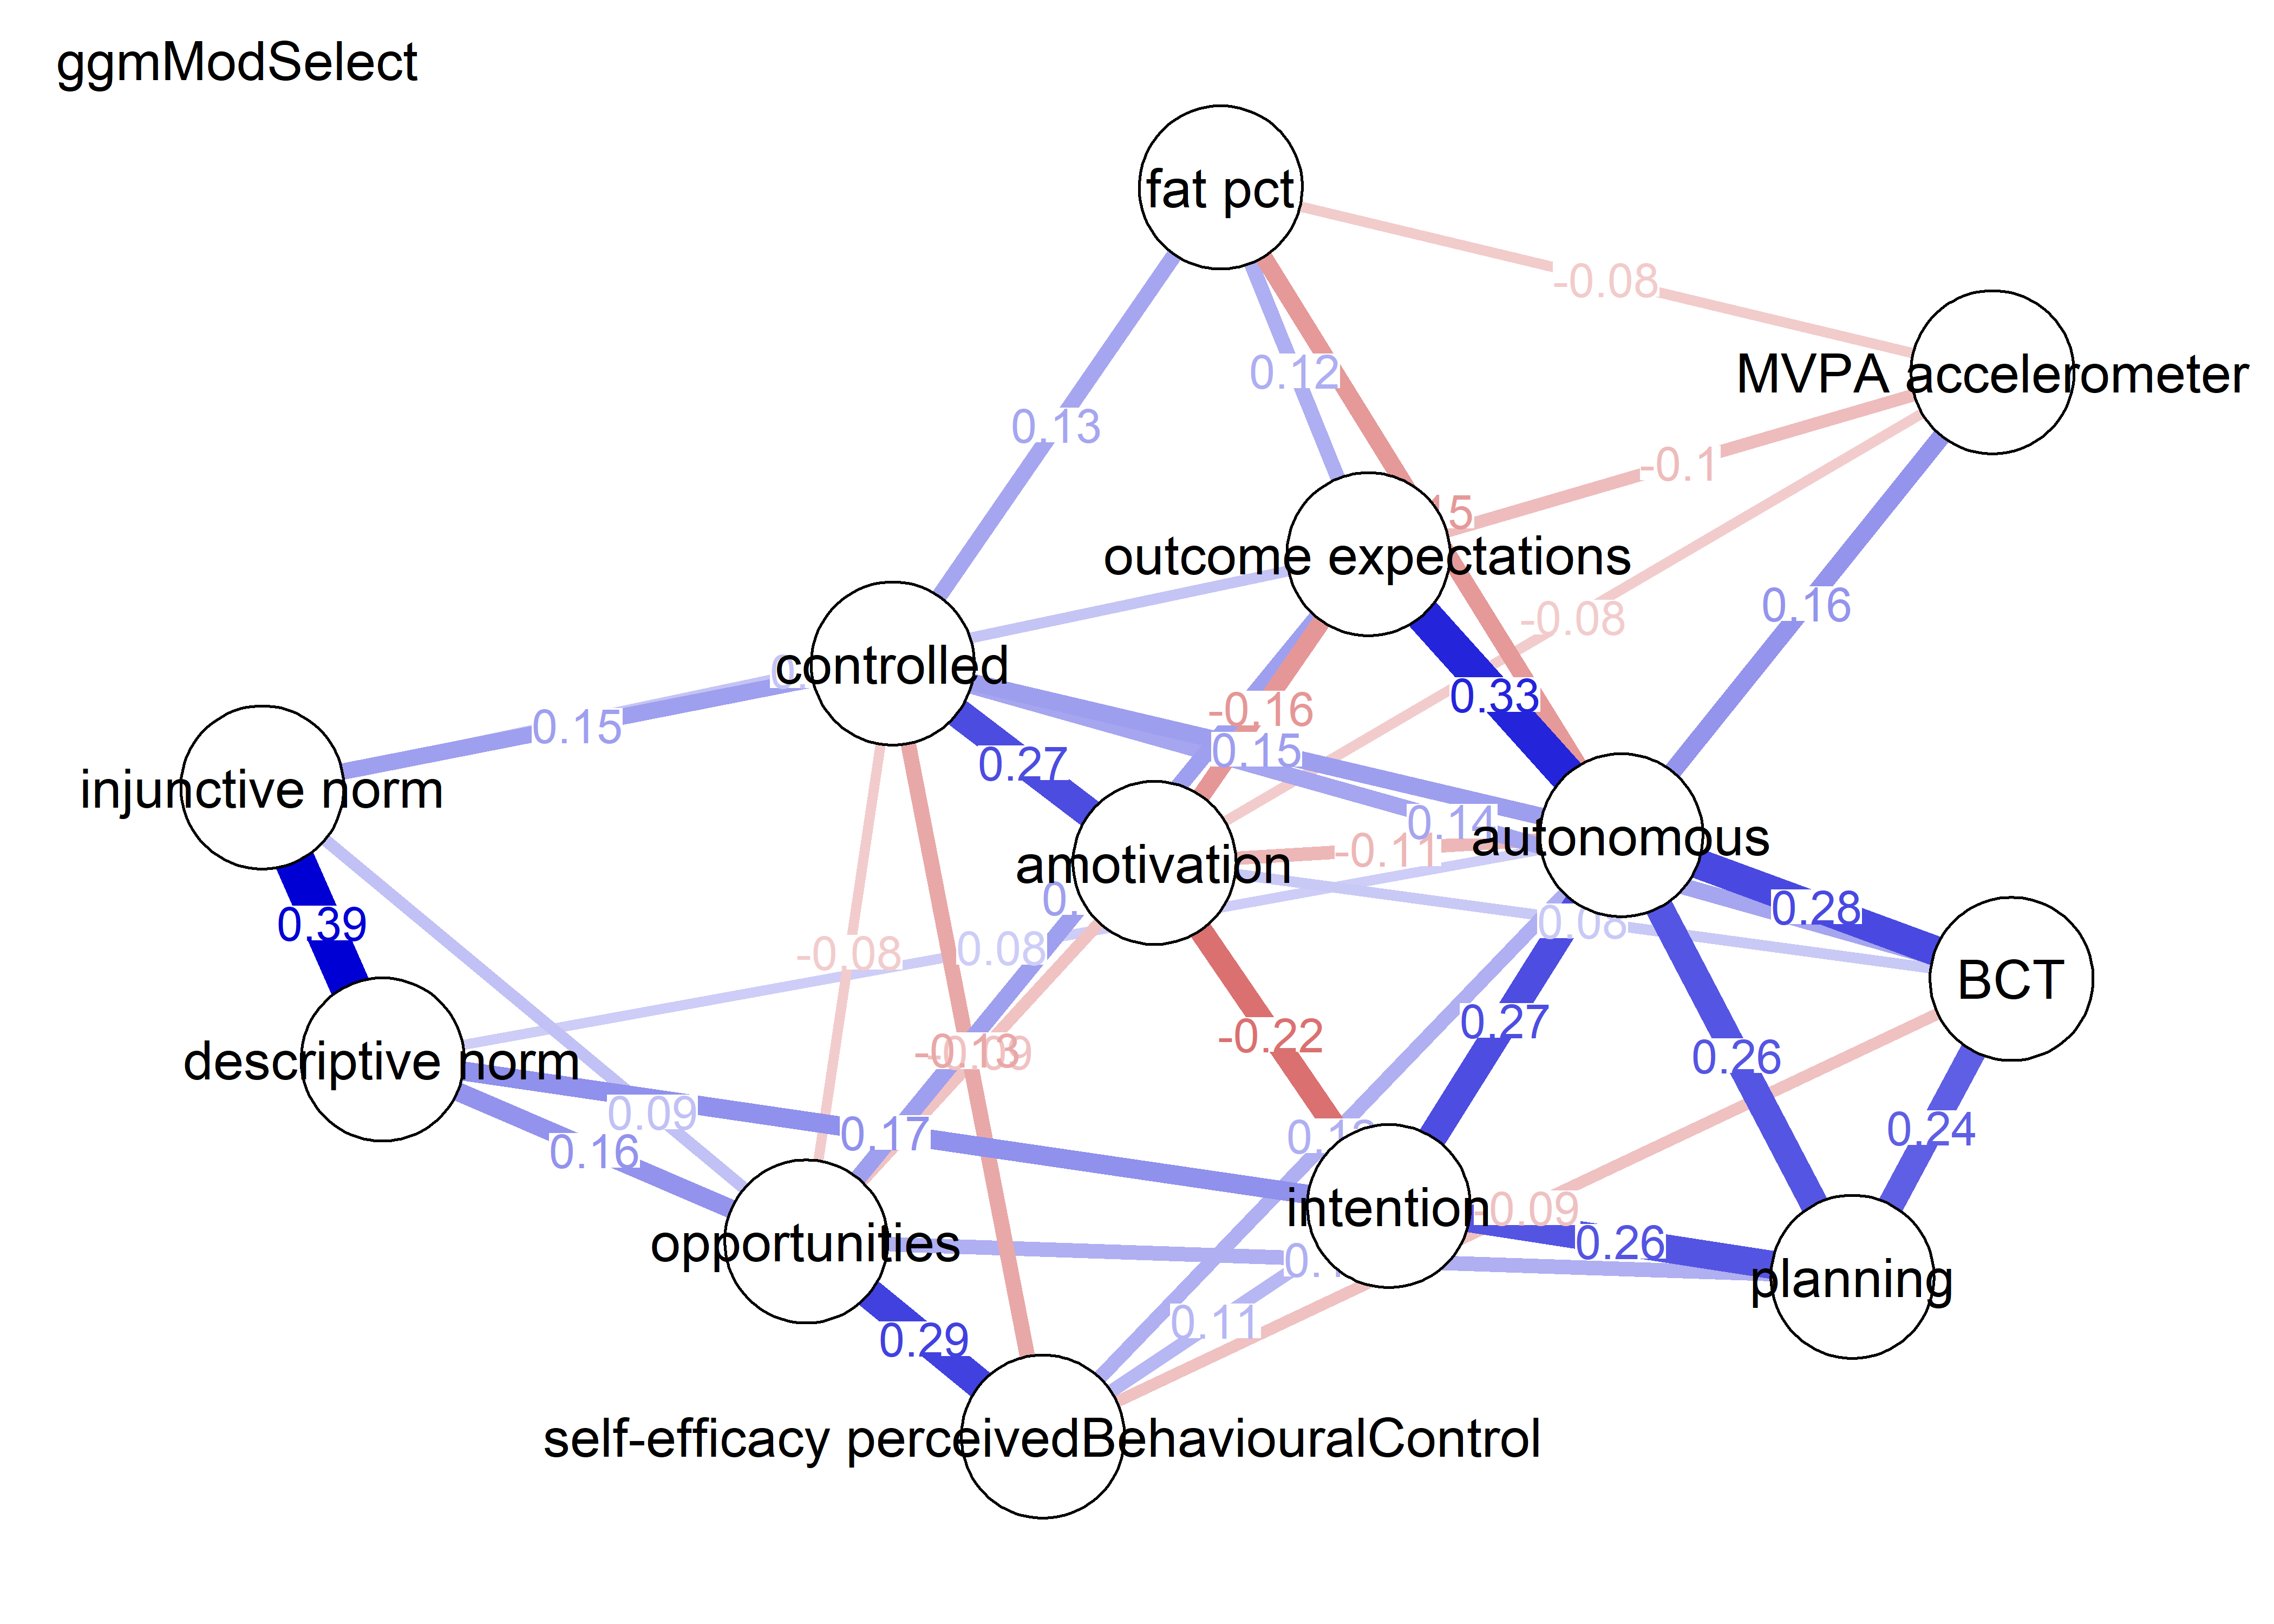 ggmModSelect
fat pct
-0.08
MVPA accelerometer
0.12
0.13
-0.1
outcome expectations
-0.08
0.16
controlled
0.33
-0.16
0.15
0.15
0.27
injunctive norm
0.14
autonomous
-0.11
amotivation
0.28
0.39
0.08
0.08
-0.08
BCT
0.27
-0.22
-0.13
0.26
descriptive norm
0.09
0.17
0.16
0.24
intention
-0.09
opportunities
0.26
planning
0.11
0.29
self-efficacy perceivedBehaviouralControl